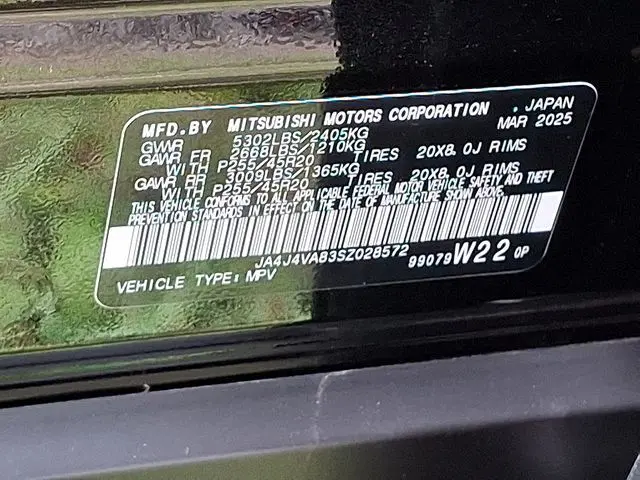 MFD.BY MITSUBISHI MOTORS CORPORATION . JAPAN
GVWR 5302LBS/2405KG MAR 2025
GAWR FR 2668LBS/1210KG
WITH P255/45R20 TIRES 20X8.0J RIMS
GAWR RR 3009LBS/1365KG
WITH P255/45R20 TIRES 20X8.0J RIMS
THIS VEHICLE CONFORMS TO ALL APPLICABLE FEDERAL MOTOR VEHICLE SAFETY AND THEFT
PREVENTION STANDARDS IN EFFECT ON THE DATE OF MANUFACTURE SHOWN ABOVE.
JA4J4VA83SZ028572
VEHICLE TYPE: MPV 99079 W22 0P